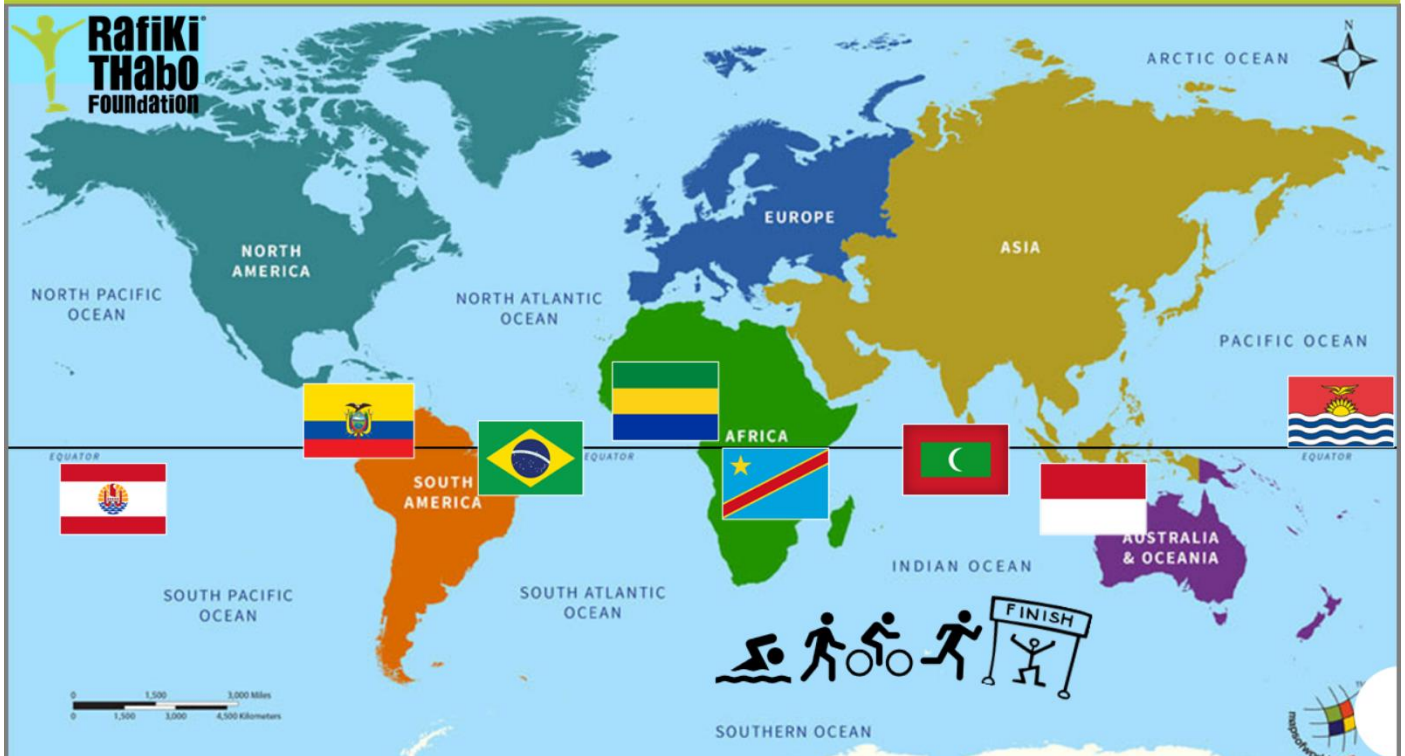 Rafiki
THabo
Foundation
N
ARCTIC OCEAN
EUROPE
ASIA
NORTH
AMERICA
NORTH PACIFIC
OCEAN
NORTH ATLANTIC
OCEAN
PACIFIC OCEAN
AFRICA
EQUATOR
EQUATOR
EQUATOR
SOUTH
AMERICA
AUSTRALIA
& OCEANIA
INDIAN OCEAN
SOUTH PACIFIC
OCEAN
SOUTH ATLANTIC
OCEAN
FINISH
0 1,500 3,000 Miles
0 1,500 3,000 4,500 Kilometers
SOUTHERN OCEAN